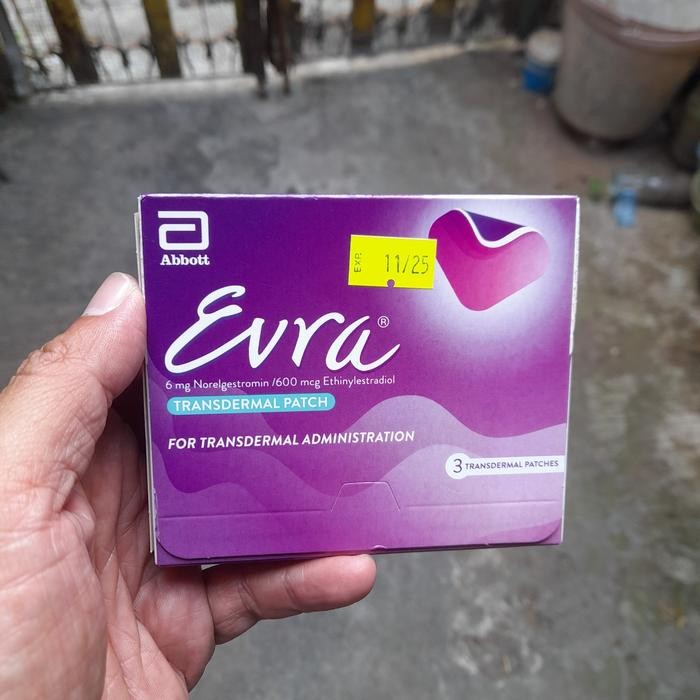 Abbott
EXP. 11/25
Evra®
6 mg Norelgestromin /600 mcg Ethinylestradiol
TRANSDERMAL PATCH
FOR TRANSDERMAL ADMINISTRATION
3 TRANSDERMAL PATCHES